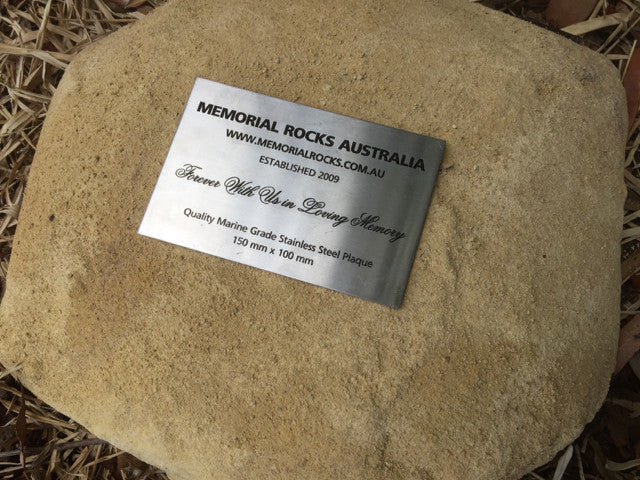 MEMORIAL ROCKS AUSTRALIA
WWW.MEMORIALROCKS.COM.AU
ESTABLISHED 2009
Forever With Us in Loving Memory
Quality Marine Grade Stainless Steel Plaque
150 mm x 100 mm